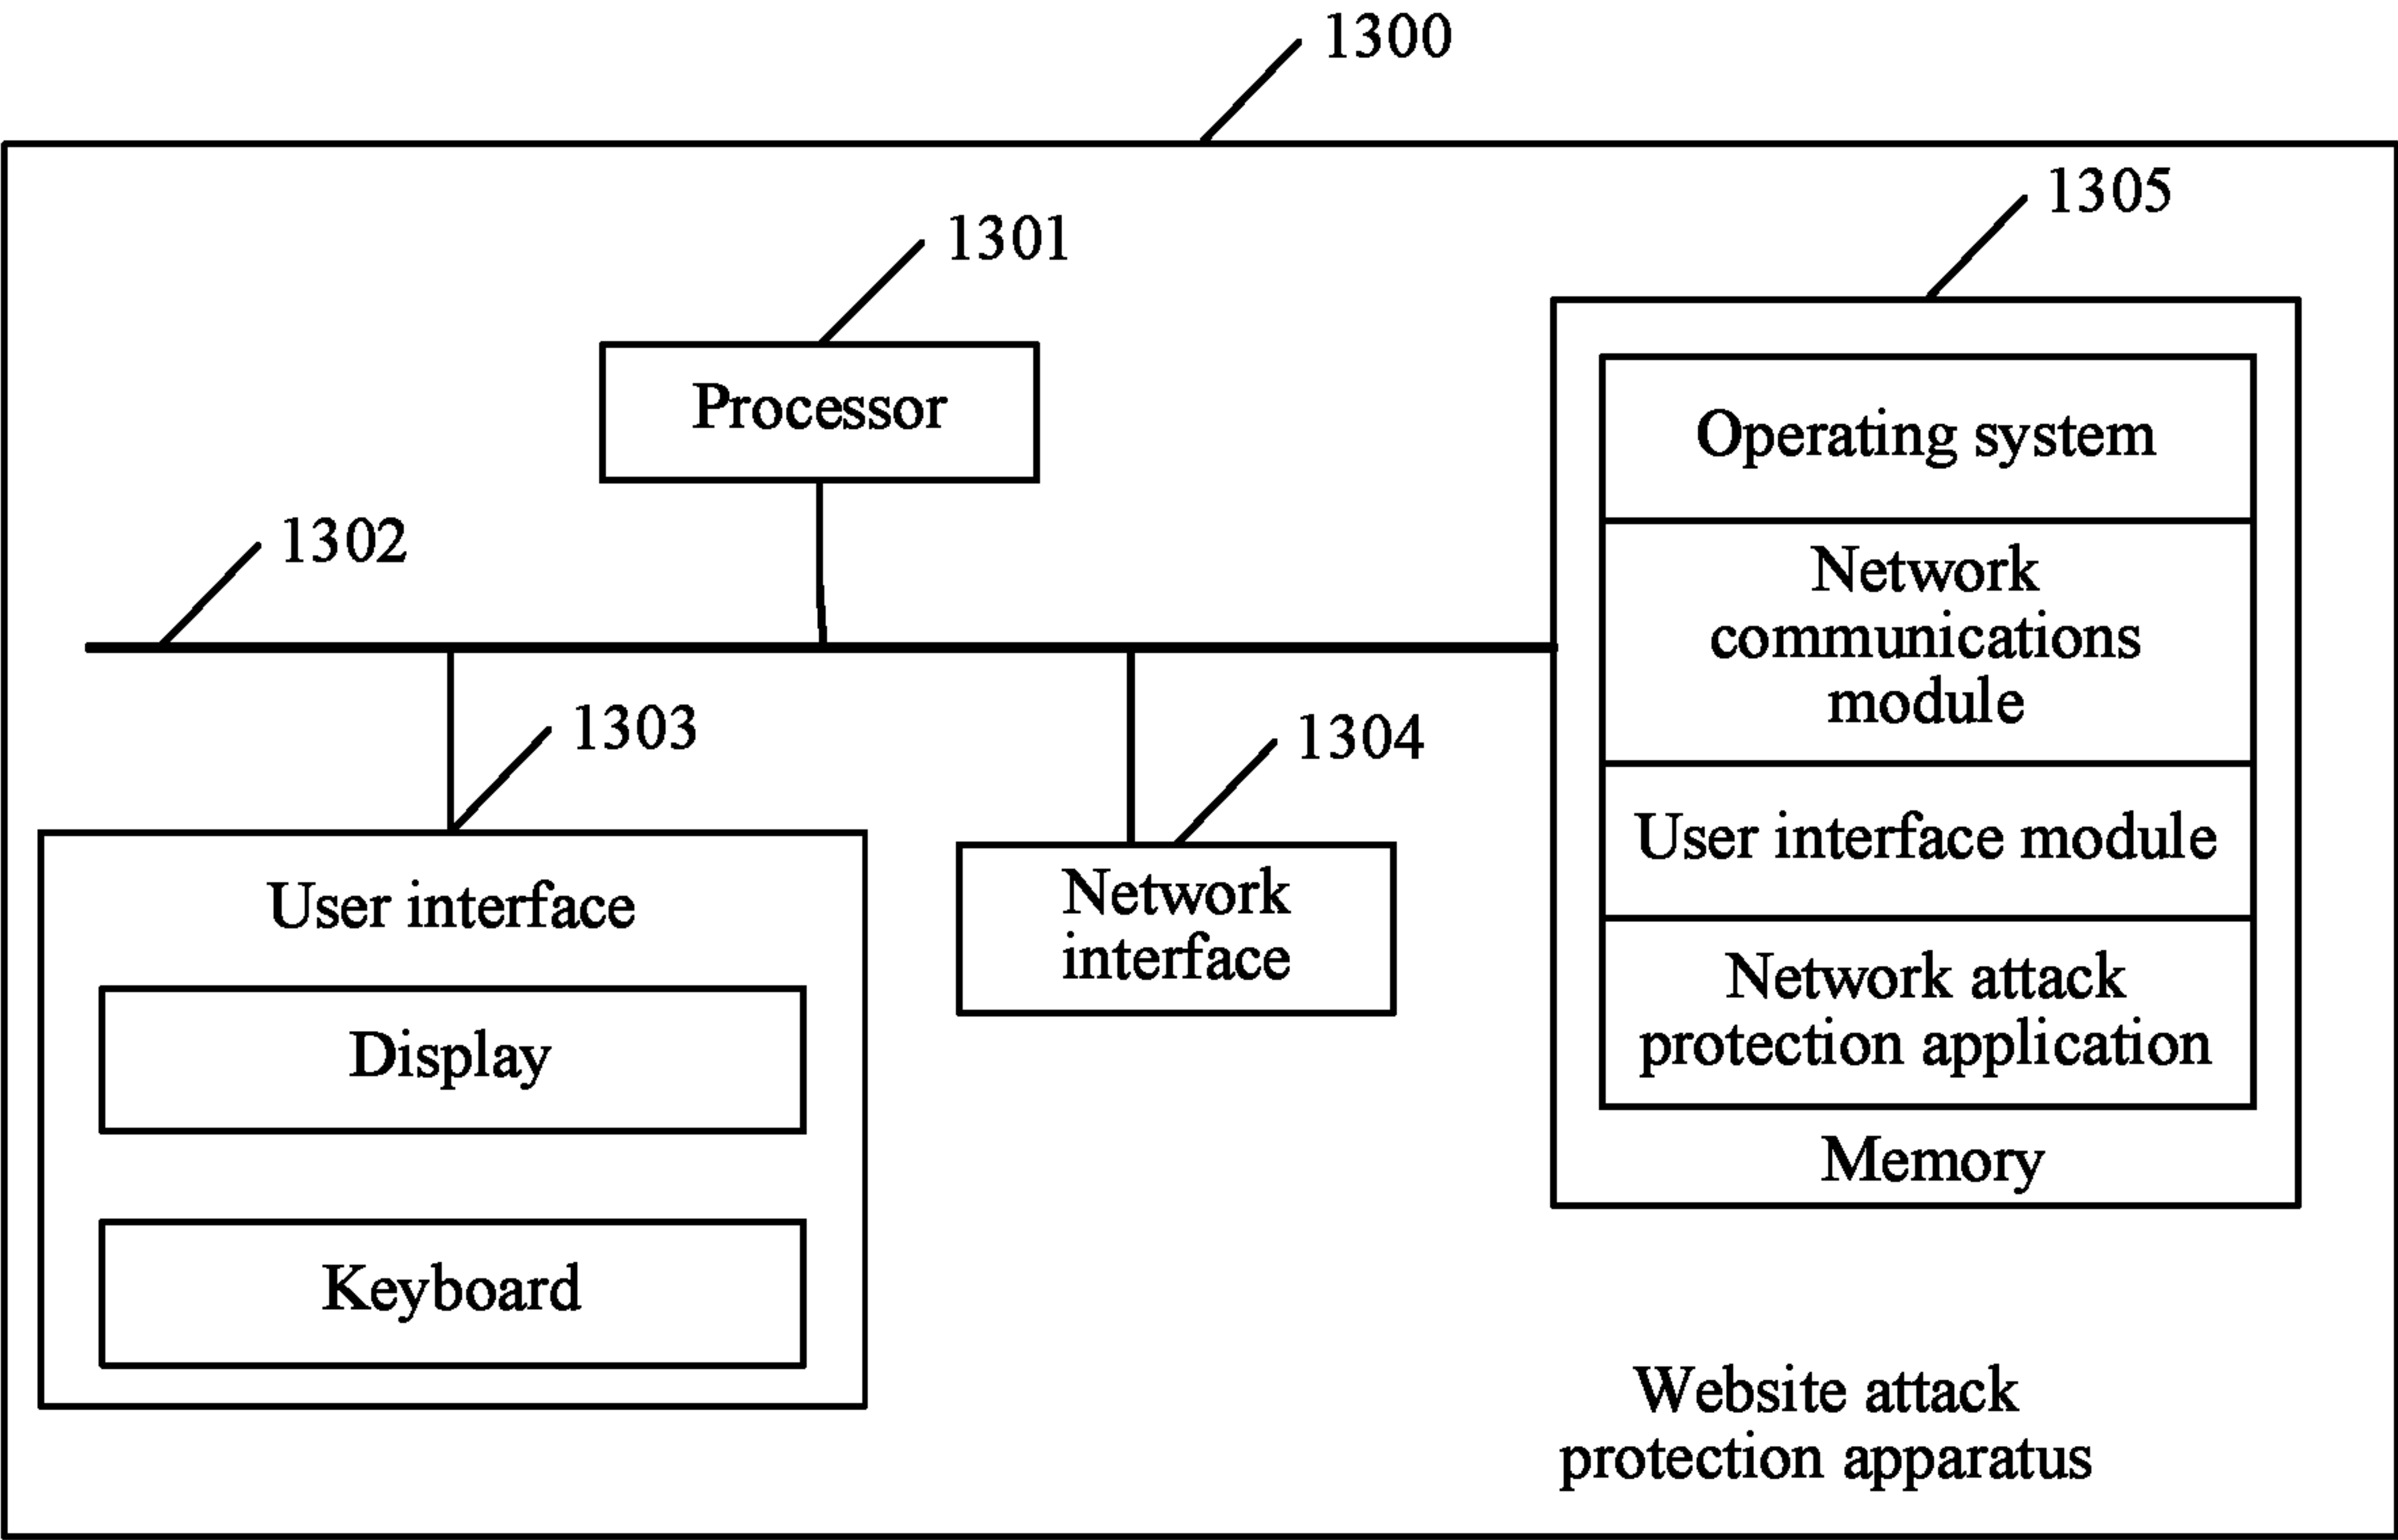 1300
1305
1301
Processor
Operating system
1302
Network
communications
module
1303
1304
User interface module
User interface
Network
interface
Network attack
protection application
Display
Memory
Keyboard
Website attack
protection apparatus